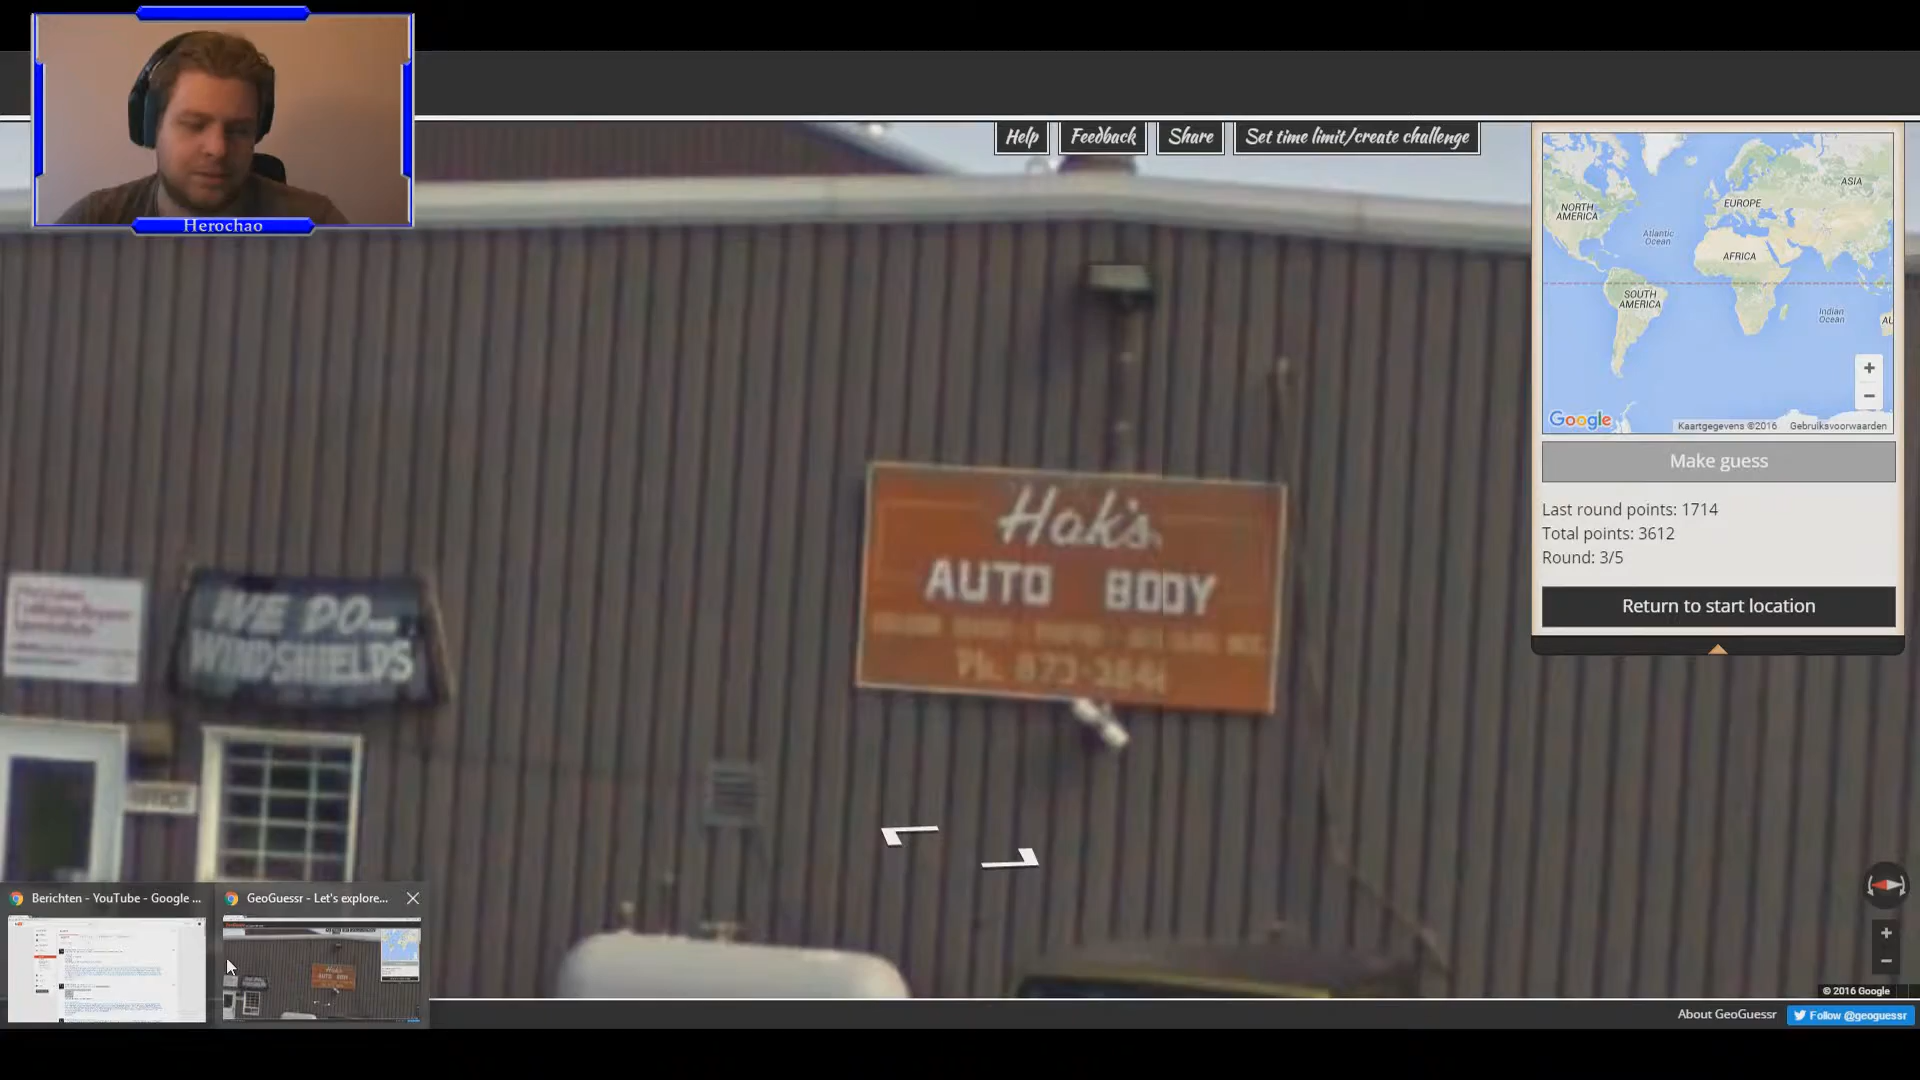 Herochao
Help
Feedback
Share
Set time limit/create challenge
NORTH
AMERICA
Atlantic
Ocean
EUROPE
ASIA
AFRICA
SOUTH
AMERICA
Indian
Ocean
AU
+
−
Google
Kaartgegevens ©2016
Gebruiksvoorwaarden
Make guess
Last round points: 1714
Total points: 3612
Round: 3/5
Return to start location
Hak's
AUTO BODY
Ph.
WE DO...
WINDSHIELDS
OFFICE
Berichten - YouTube - Google ...
GeoGuessr - Let's explore...
+
−
© 2016 Google
About GeoGuessr
Follow @geoguessr